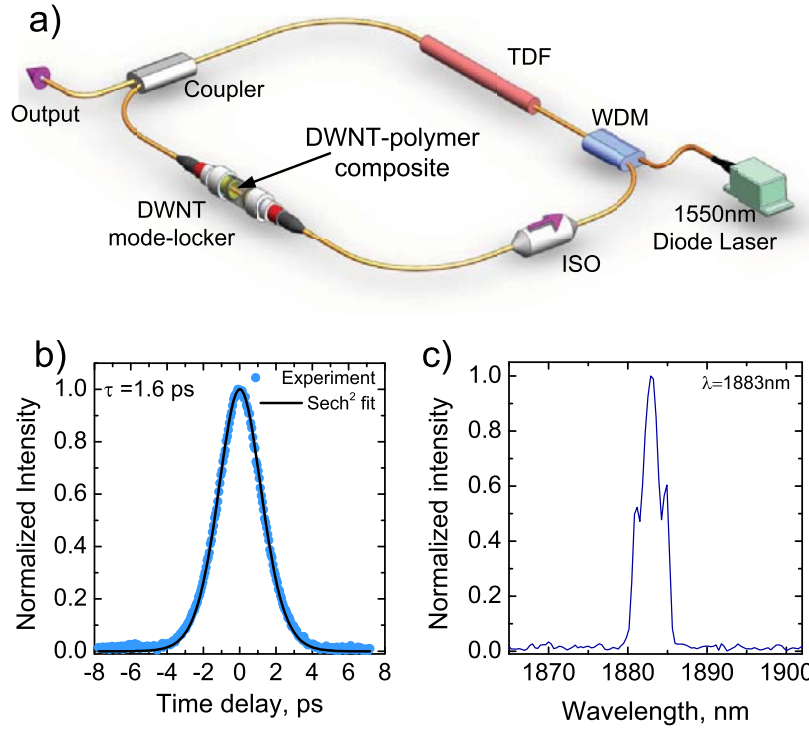 a)
TDF
Coupler
WDM
Output
DWNT-polymer
composite
DWNT
mode-locker
1550nm
Diode Laser
ISO
b)
τ =1.6 ps
Experiment
Sech² fit
1.0
0.8
0.6
0.4
0.2
0.0
Normalized Intensity
-8 -6 -4 -2 0 2 4 6 8
Time delay, ps
c)
λ=1883nm
1.0
0.8
0.6
0.4
0.2
0.0
Normalized intensity
1870 1880 1890 1900
Wavelength, nm